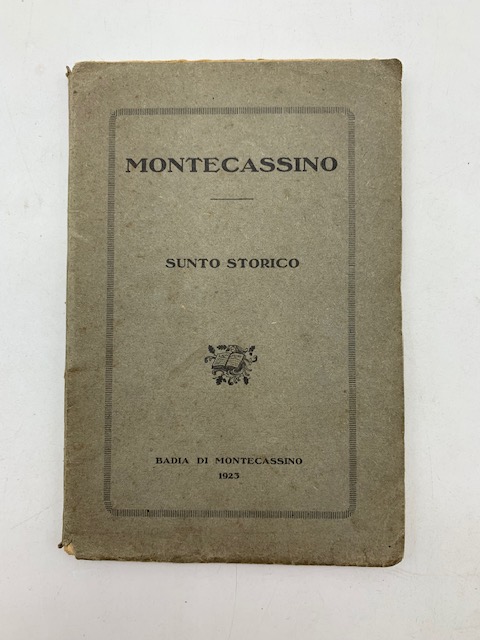 MONTECASSINO
SUNTO STORICO
BADIA DI MONTECASSINO
1923